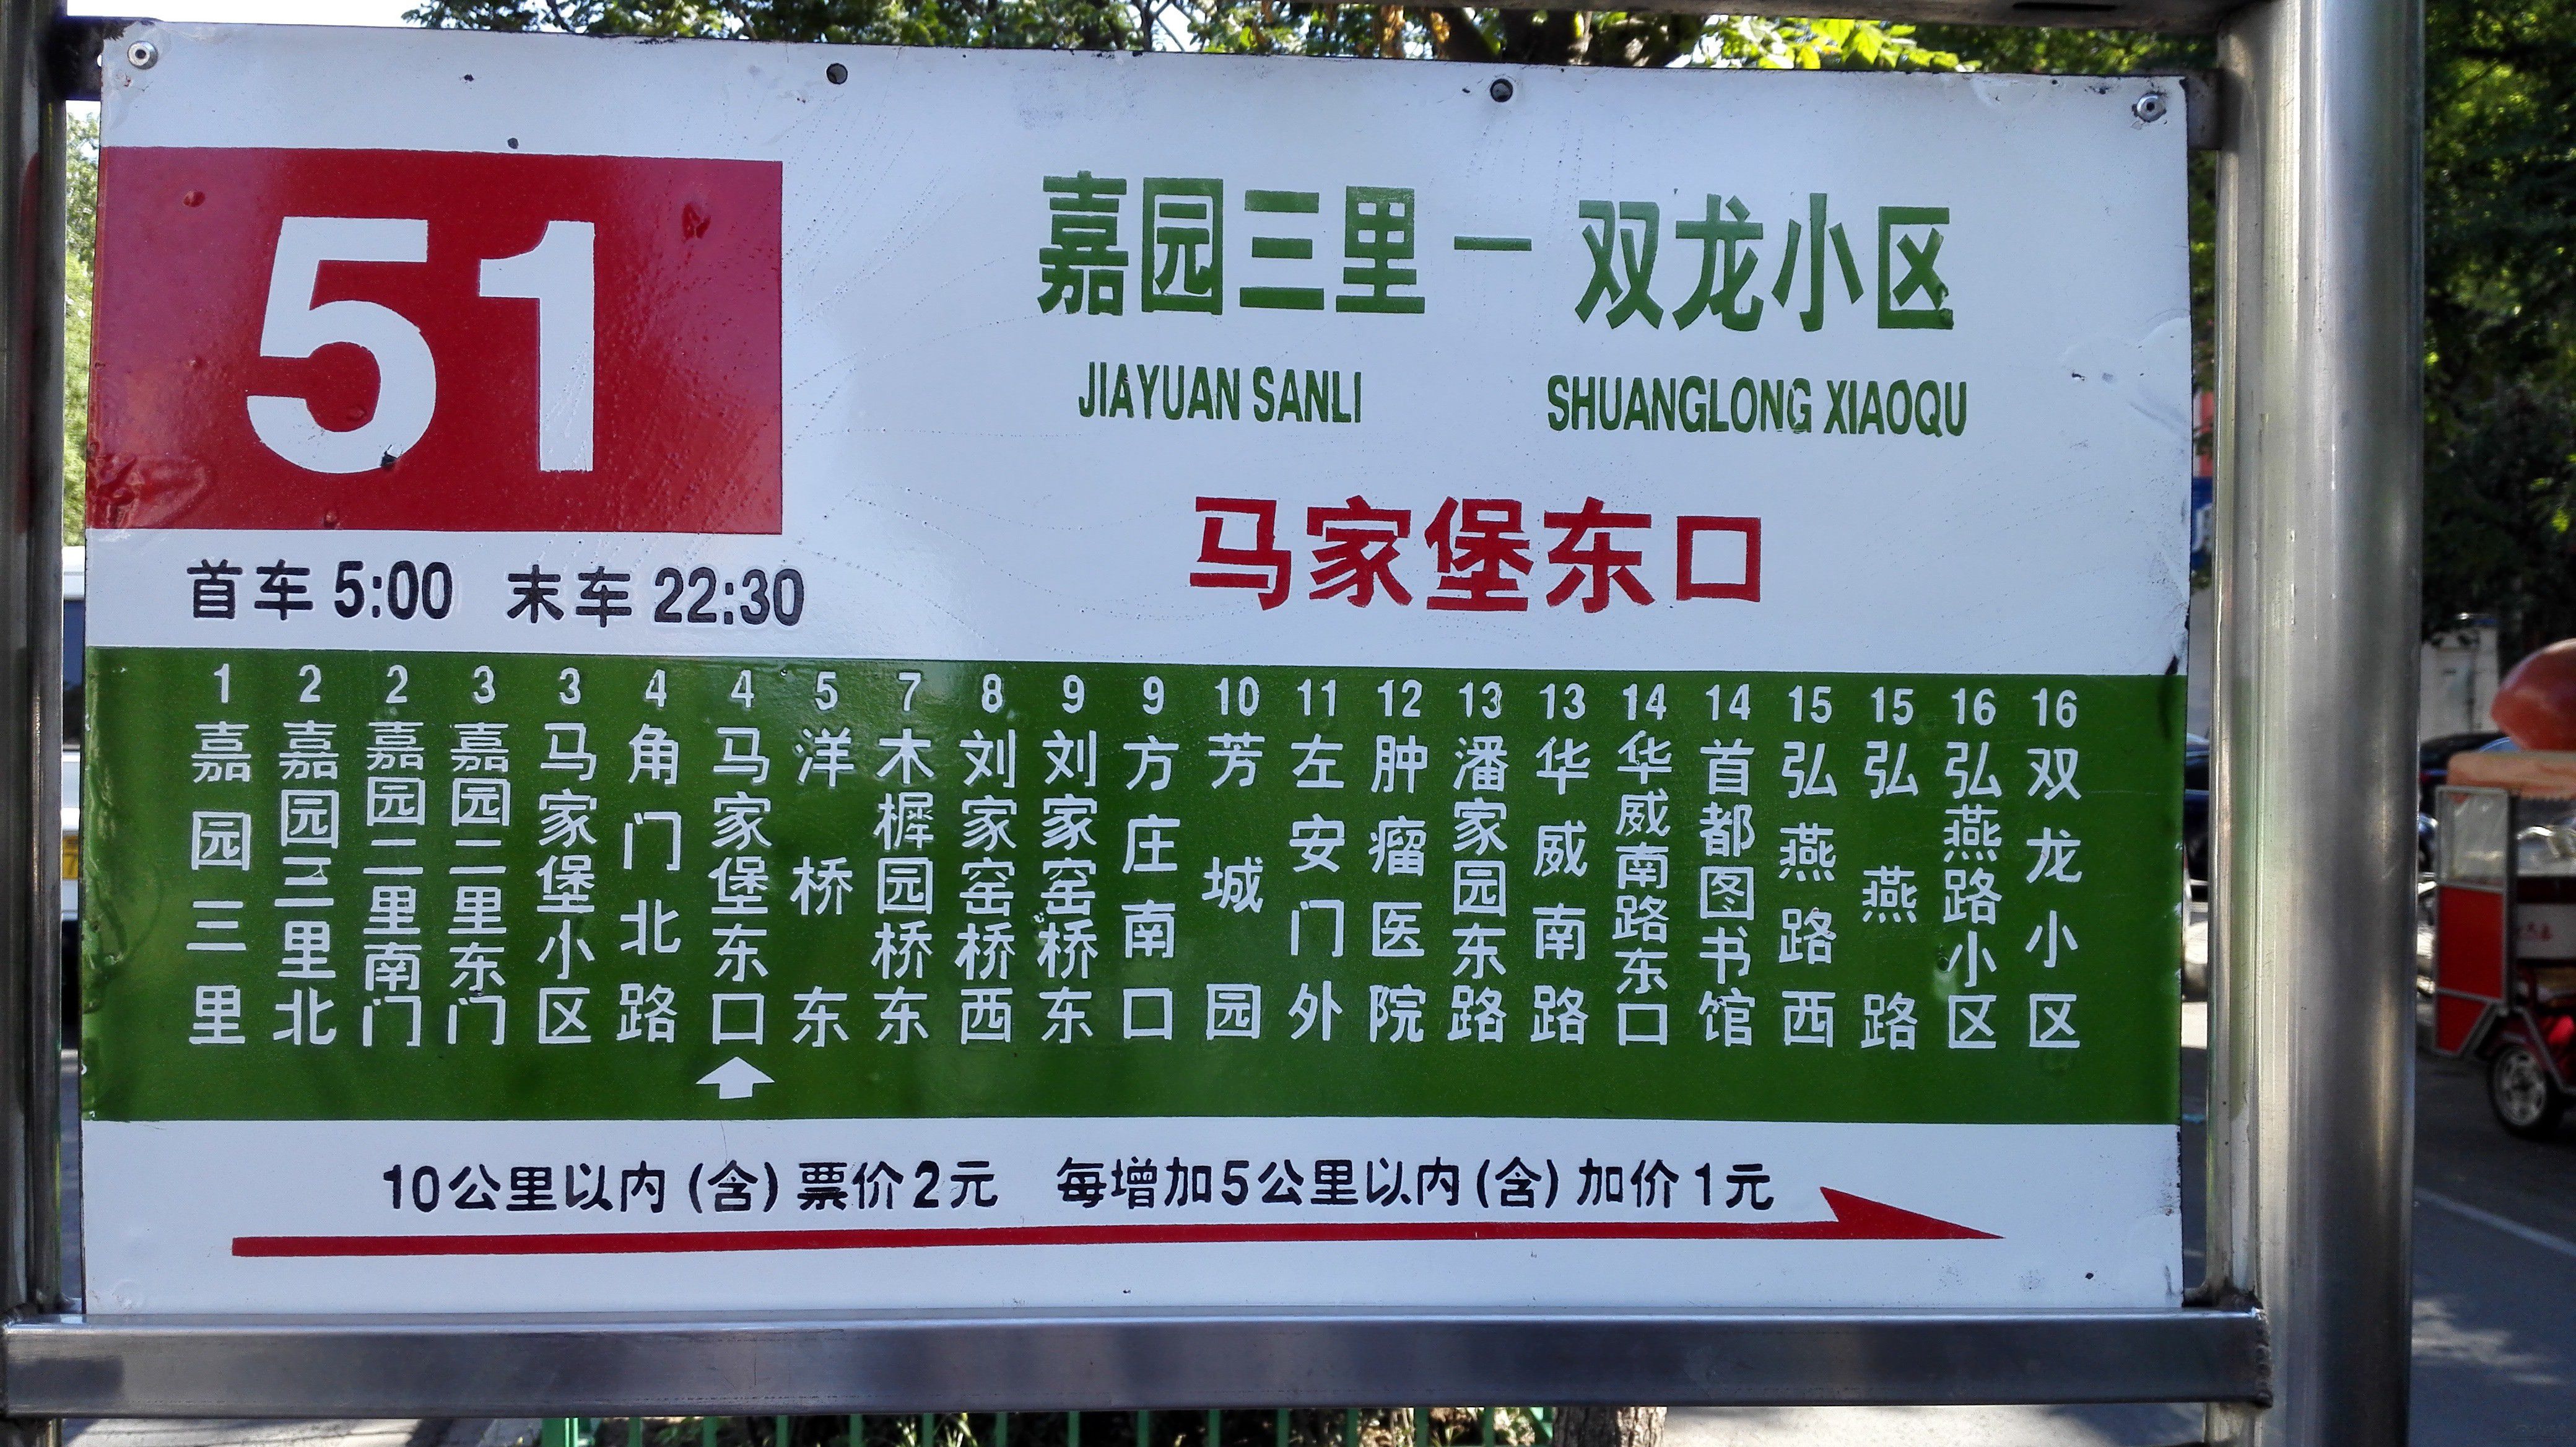 51
嘉园三里－双龙小区
JIAYUAN SANLI SHUANGLONG XIAOQU
马家堡东口
首车 5:00 末车 22:30
1 嘉园三里
2 嘉园三里北
2 嘉园二里南门
3 嘉园二里东门
3 马家堡小区
4 角门北路
4 马家堡东口
5 洋桥东
7 木樨园桥东
8 刘家窑桥西
9 刘家窑桥东
9 方庄南口
10 芳城园
11 左安门外
12 肿瘤医院
13 潘家园东路
13 华威南路
14 华威南路东口
14 首都图书馆
15 弘燕路西
15 弘燕路
16 弘燕路小区
16 双龙小区
10公里以内(含)票价2元 每增加5公里以内(含)加价1元